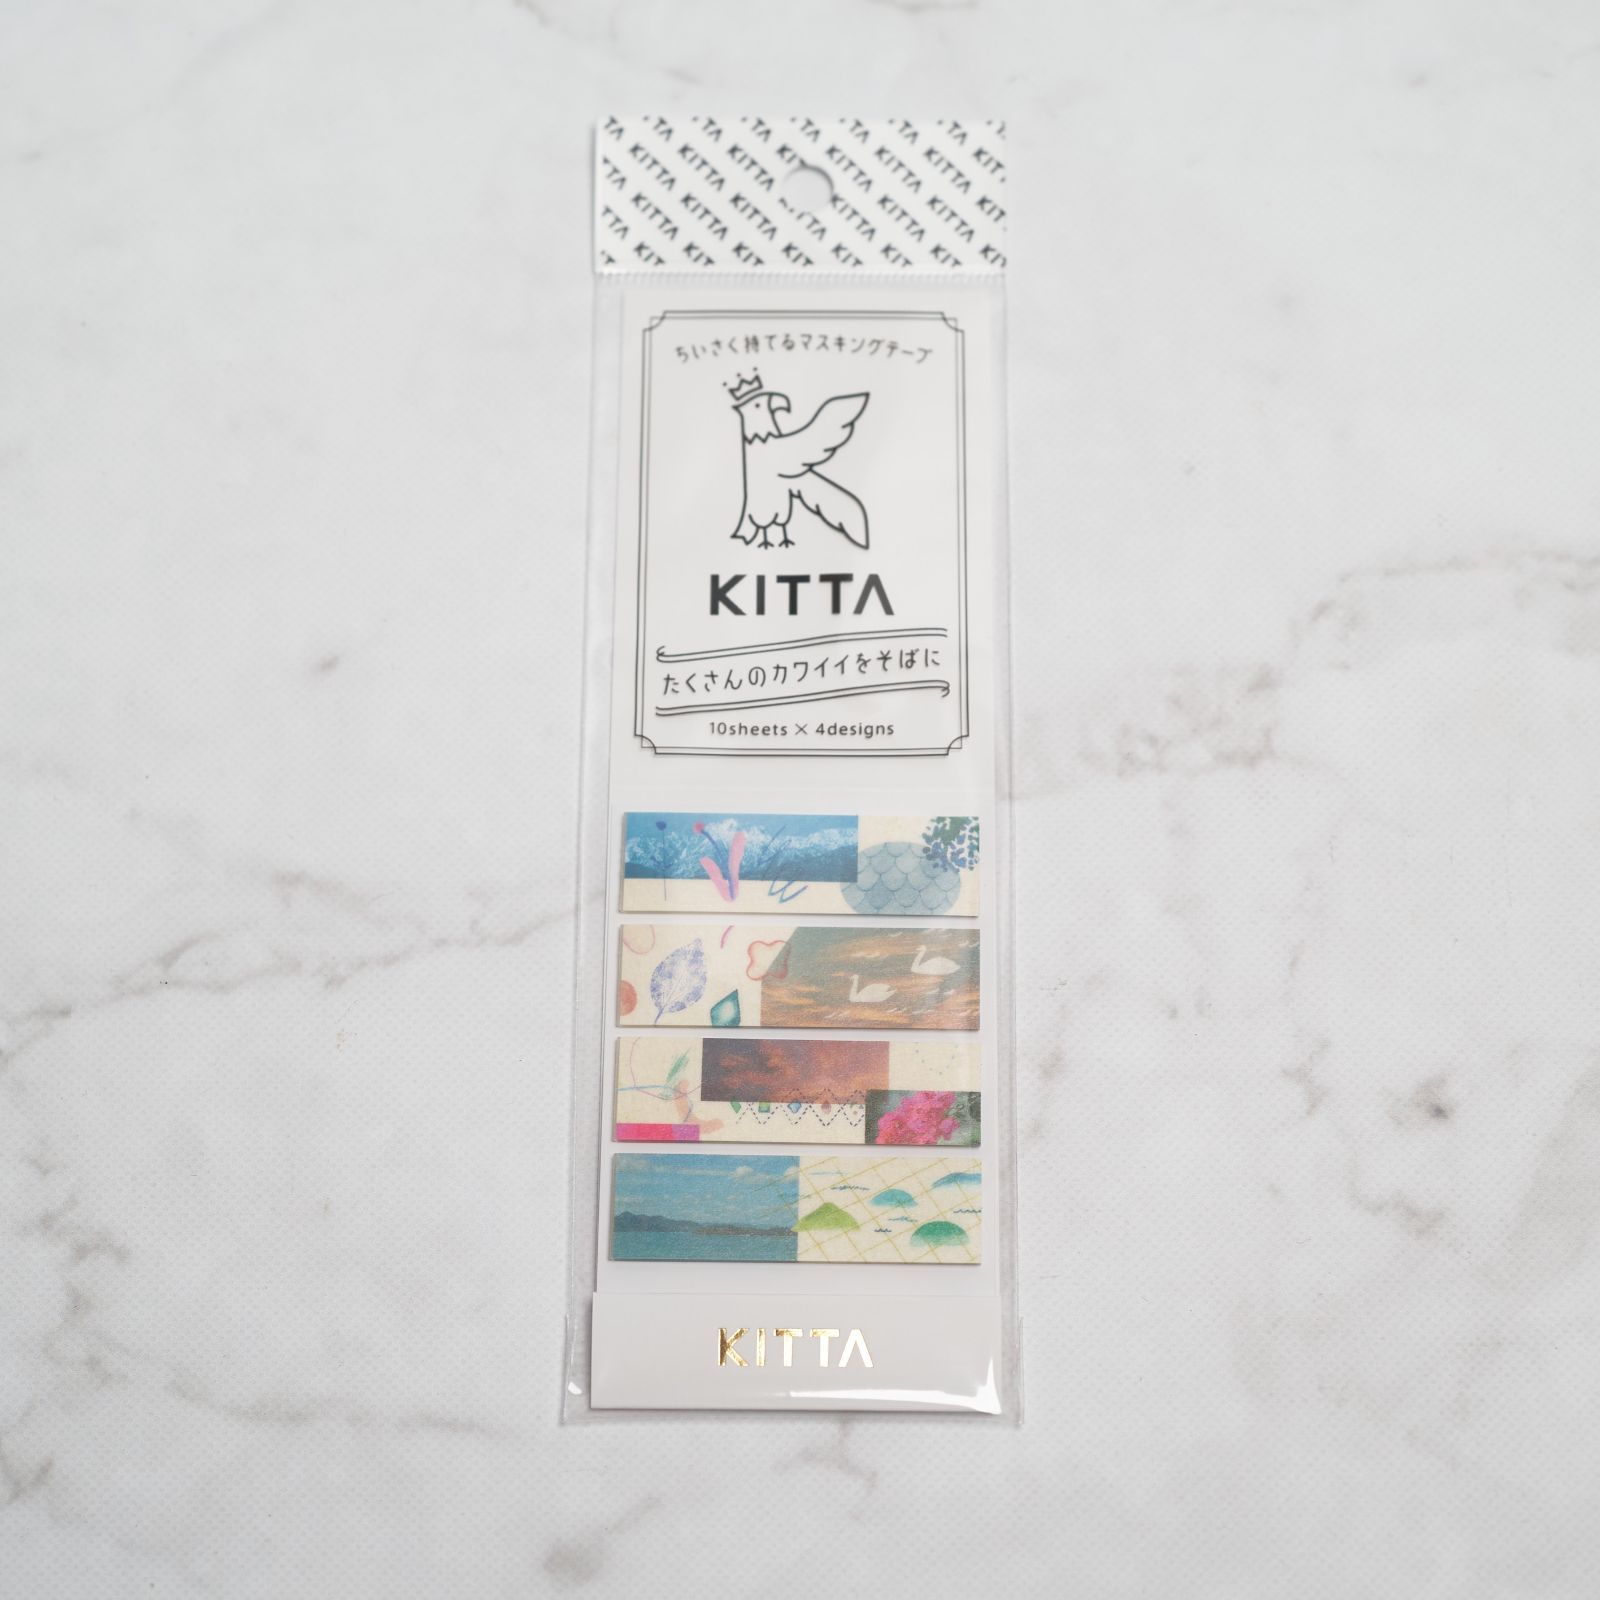 KITTA
ちいさく持てるマスキングテープ
KITTA
たくさんのカワイイをそばに
10sheets × 4designs
KITTA